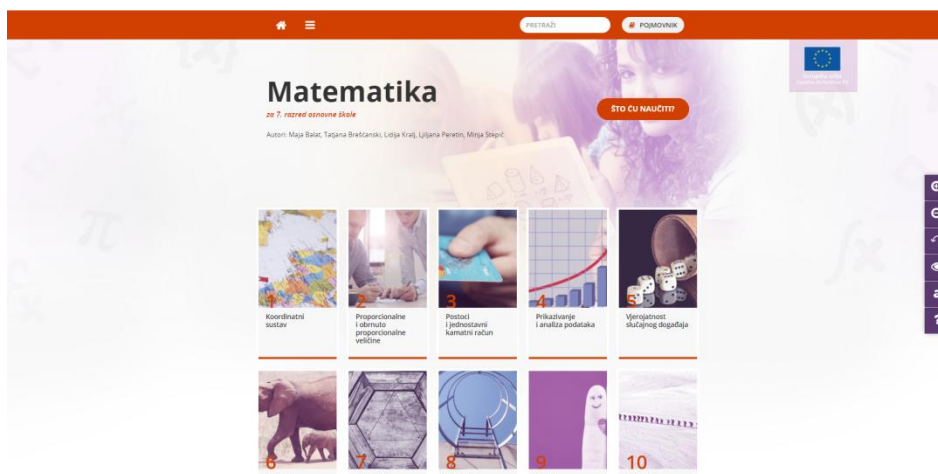 PRETRAŽI
POJMOVNIK
Matematika
za 7. razred osnovne škole
Autori: Maja Balat, Tatjana Breščanski, Lidija Kralj, Ljiljana Peretin, Minja Stepić
ŠTO ĆU NAUČITI?
1
Koordinatni
sustav
2
Proporcionalne
i obrnuto
proporcionalne
veličine
3
Postoci
i jednostavni
kamatni račun
4
Prikazivanje
i analiza podataka
5
Vjerojatnost
slučajnog događaja
6
7
8
9
10